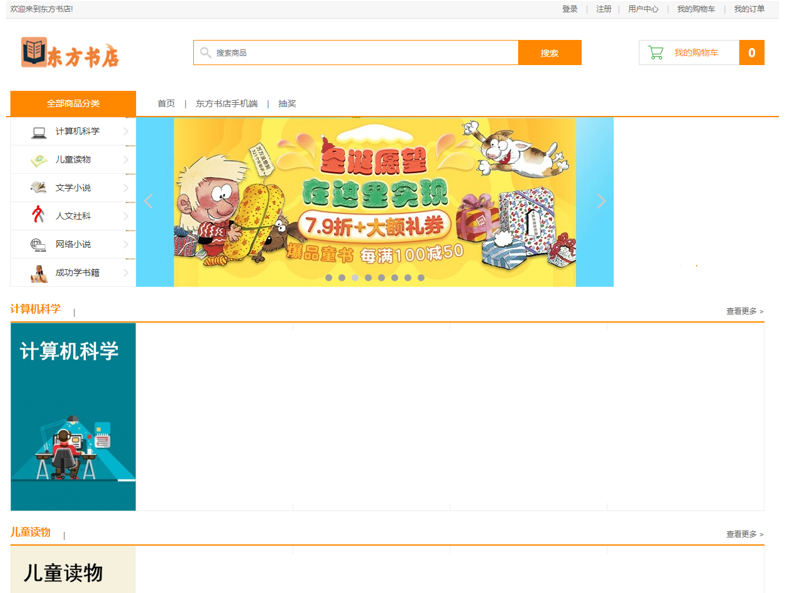 欢迎来到东方书店!
登录 | 注册 | 用户中心 | 我的购物车 | 我的订单
东方书店
搜索商品
搜索
我的购物车
0
全部商品分类
首页 | 东方书店手机端 | 抽奖
计算机科学
儿童读物
文学小说
人文社科
网络小说
成功学书籍
圣诞愿望
在这里实现
7.9折+大额礼券
爆品童书 每满100减50
计算机科学 |
查看更多 >
计算机科学
儿童读物 |
查看更多 >
儿童读物